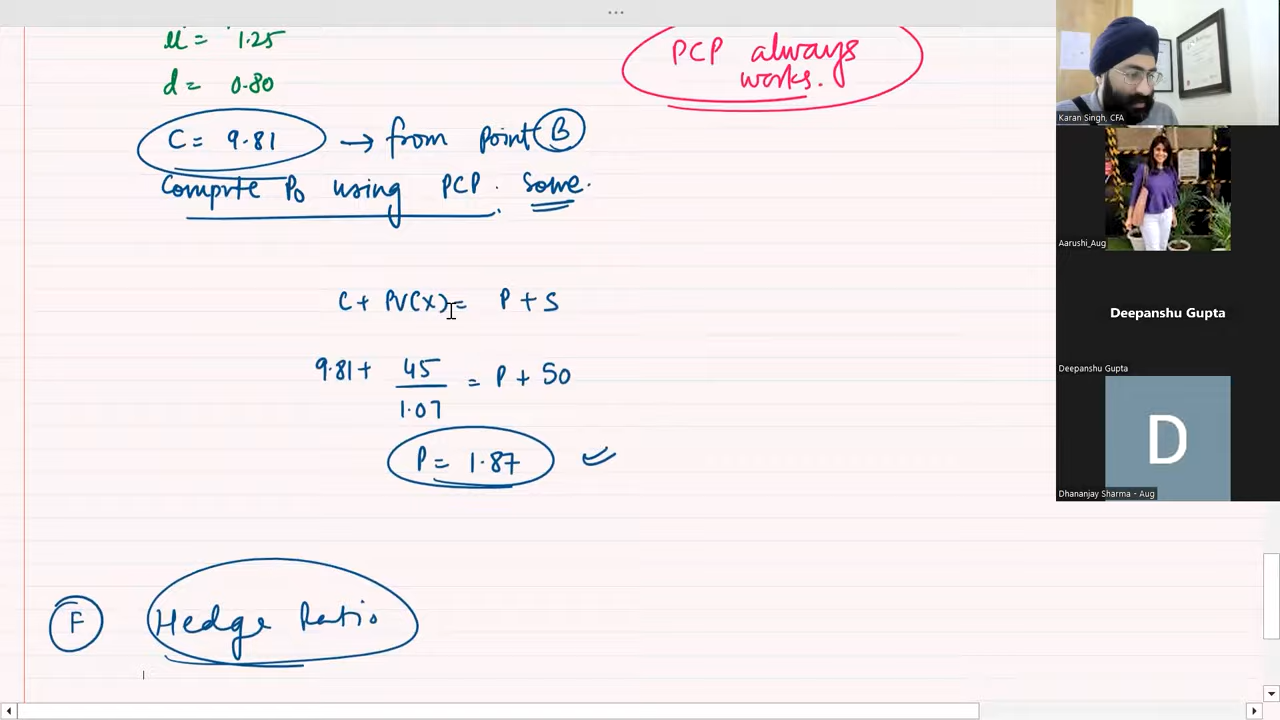 u = 1.25
d = 0.80
C = 9.81 → from point B
Compute P0 using PCP. Solve.
PCP always
works.
C + PV(X) = P + S
9.81 + 45 = P + 50
1.07
P = 1.87
F Hedge Ratio
Karan Singh, CFA
Aarushi_Aug
Deepanshu Gupta
Deepanshu Gupta
D
Dhananjay Sharma - Aug